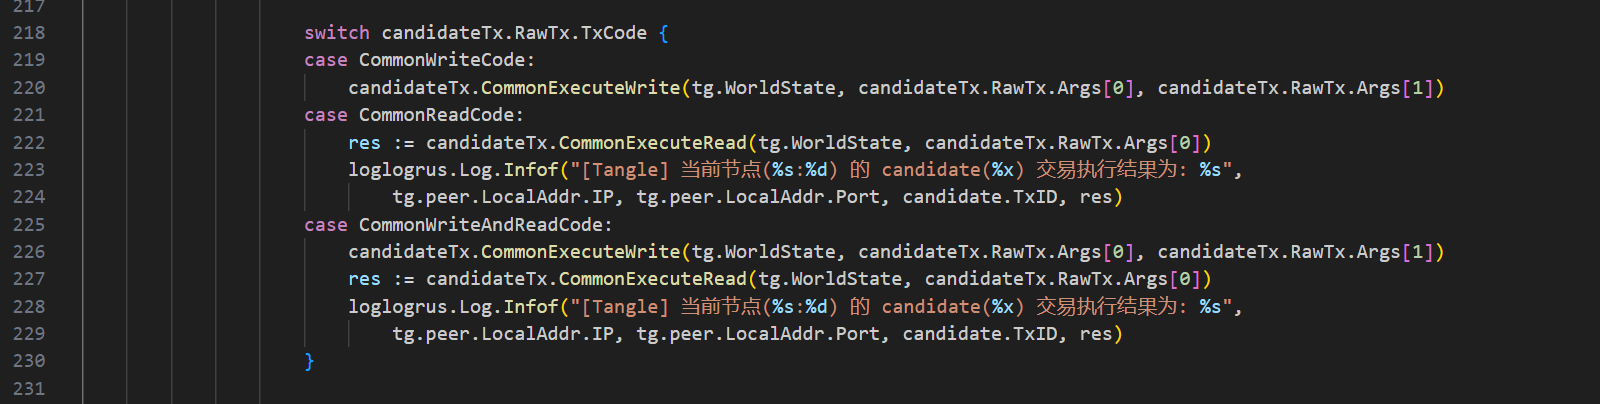 217
218 switch candidateTx.RawTx.TxCode {
219 case CommonWriteCode:
220 candidateTx.CommonExecuteWrite(tg.WorldState, candidateTx.RawTx.Args[0], candidateTx.RawTx.Args[1])
221 case CommonReadCode:
222 res := candidateTx.CommonExecuteRead(tg.WorldState, candidateTx.RawTx.Args[0])
223 loglogrus.Log.Infof("[Tangle] 当前节点(%s:%d) 的 candidate(%x) 交易执行结果为: %s",
224 tg.peer.LocalAddr.IP, tg.peer.LocalAddr.Port, candidate.TxID, res)
225 case CommonWriteAndReadCode:
226 candidateTx.CommonExecuteWrite(tg.WorldState, candidateTx.RawTx.Args[0], candidateTx.RawTx.Args[1])
227 res := candidateTx.CommonExecuteRead(tg.WorldState, candidateTx.RawTx.Args[0])
228 loglogrus.Log.Infof("[Tangle] 当前节点(%s:%d) 的 candidate(%x) 交易执行结果为: %s",
229 tg.peer.LocalAddr.IP, tg.peer.LocalAddr.Port, candidate.TxID, res)
230 }
231